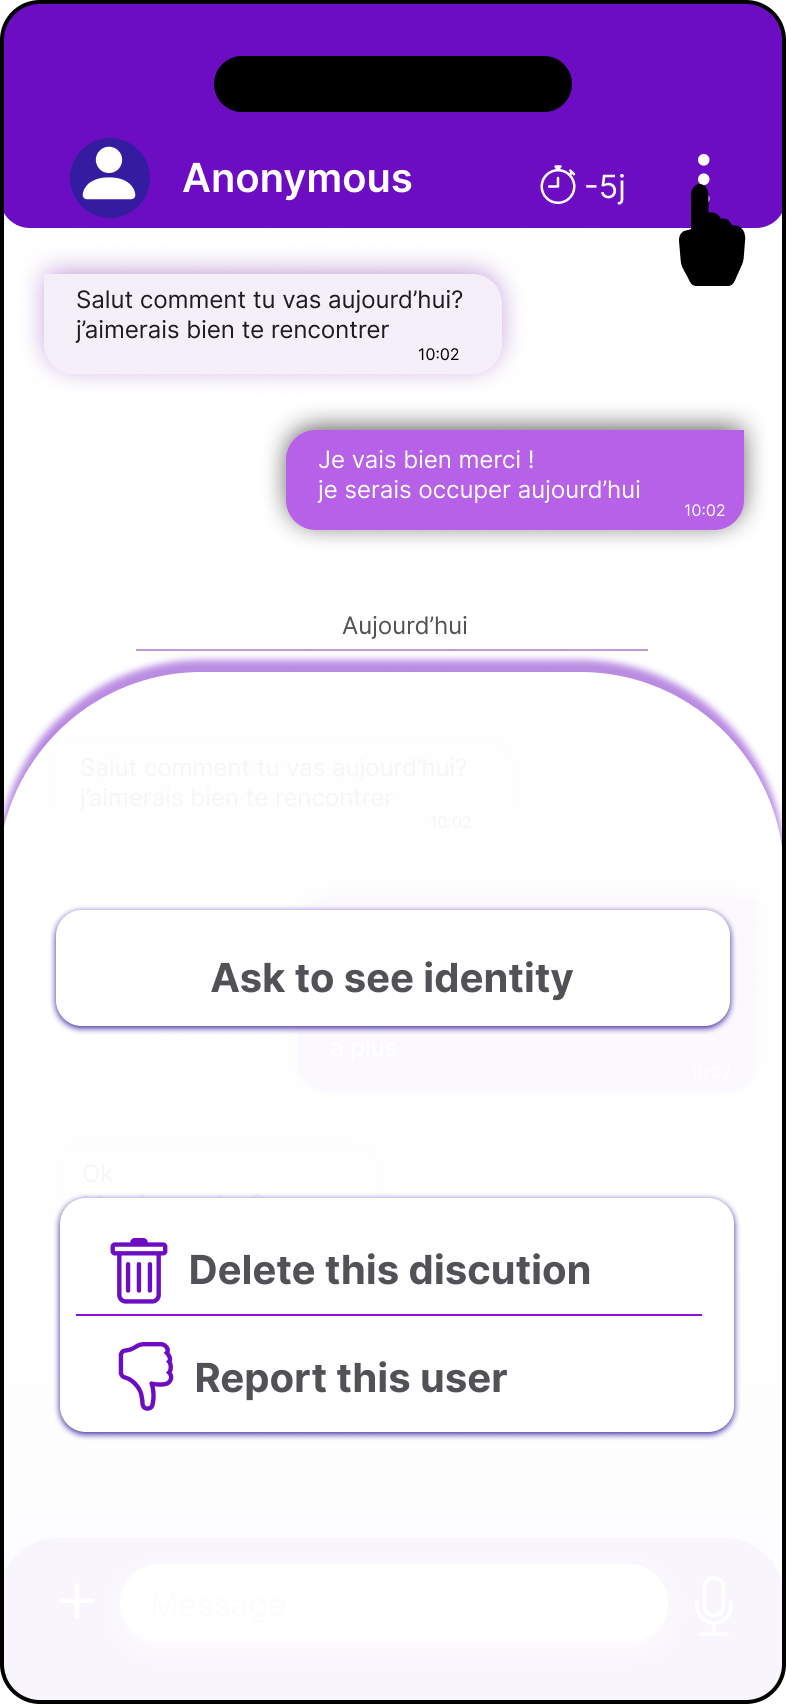 Anonymous
-5j
Salut comment tu vas aujourd’hui?
j’aimerais bien te rencontrer
10:02
Je vais bien merci !
je serais occuper aujourd’hui
10:02
Aujourd’hui
Salut comment tu vas aujourd’hui?
j’aimerais bien te rencontrer
10:02
Ask to see identity
a plus
10:02
Ok
Delete this discution
Report this user
Message